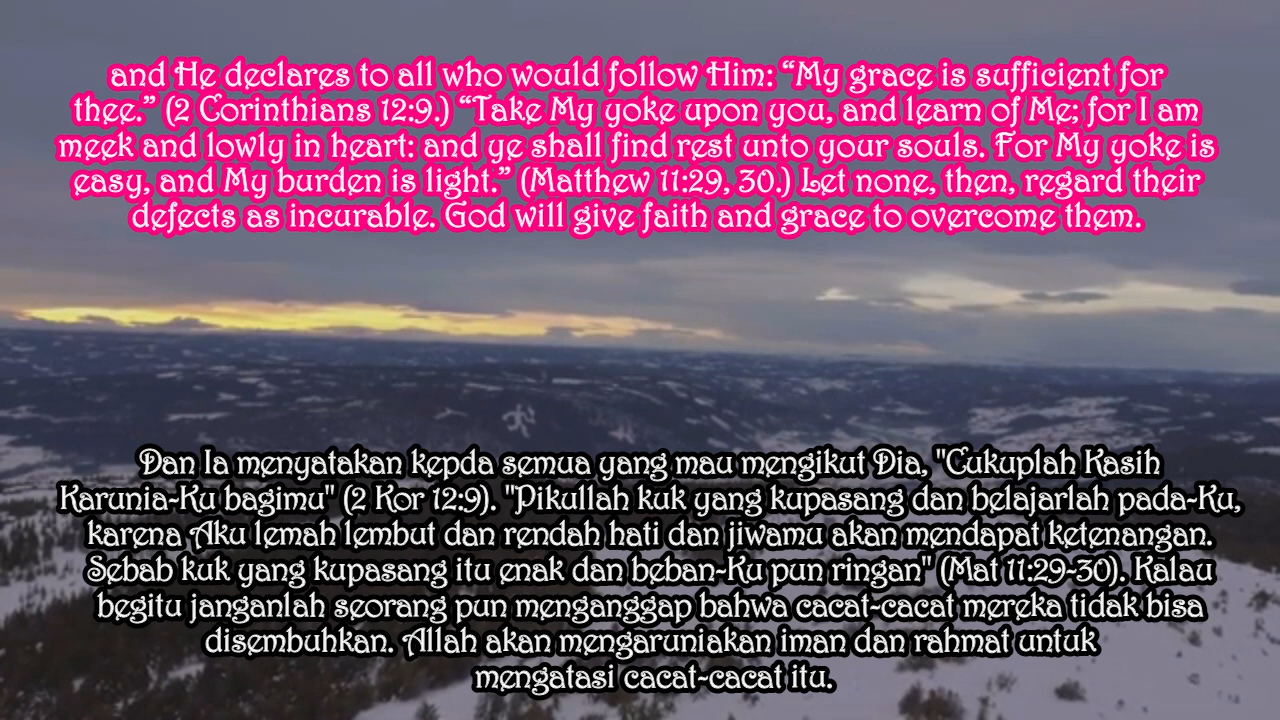 and He declares to all who would follow Him: “My grace is sufficient for
thee.” (2 Corinthians 12:9.) “Take My yoke upon you, and learn of Me; for I am
meek and lowly in heart: and ye shall find rest unto your souls. For My yoke is
easy, and My burden is light.” (Matthew 11:29, 30.) Let none, then, regard their
defects as incurable. God will give faith and grace to overcome them.
Dan Ia menyatakan kepda semua yang mau mengikut Dia, "Cukuplah Kasih
Karunia-Ku bagimu" (2 Kor 12:9). "Pikullah kuk yang kupasang dan belajarlah pada-Ku,
karena Aku lemah lembut dan rendah hati dan jiwamu akan mendapat ketenangan.
Sebab kuk yang kupasang itu enak dan beban-Ku pun ringan" (Mat 11:29-30). Kalau
begitu janganlah seorang pun menganggap bahwa cacat-cacat mereka tidak bisa
disembuhkan. Allah akan mengaruniakan iman dan rahmat untuk
mengatasi cacat-cacat itu.